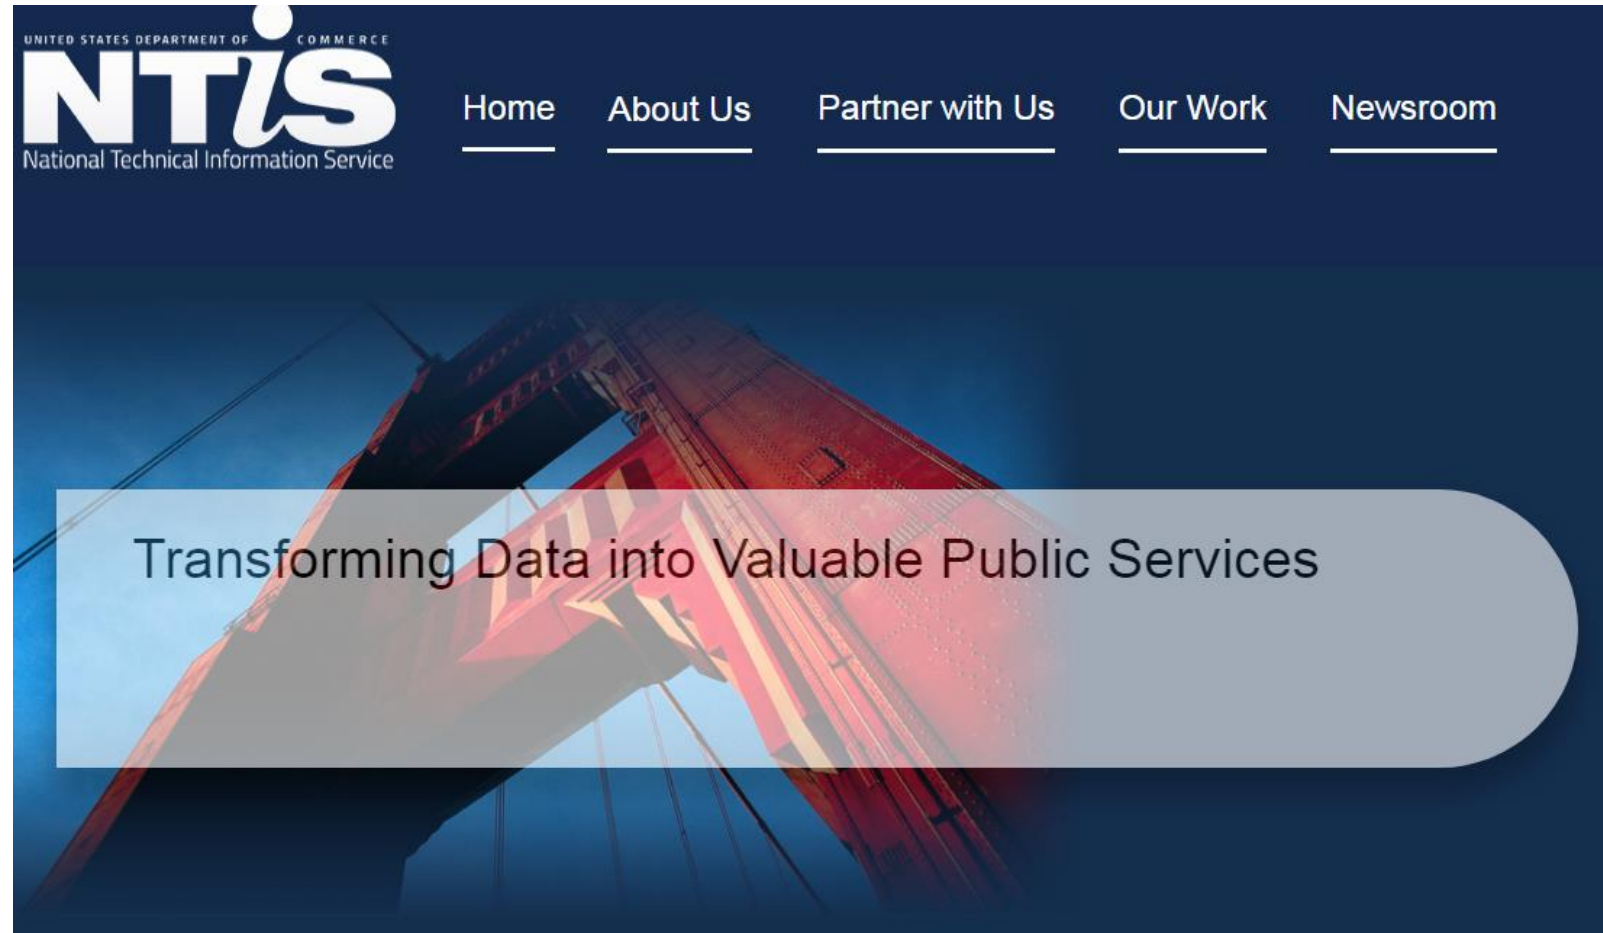 UNITED STATES DEPARTMENT OF COMMERCE
NTiS
National Technical Information Service
Home About Us Partner with Us Our Work Newsroom
Transforming Data into Valuable Public Services